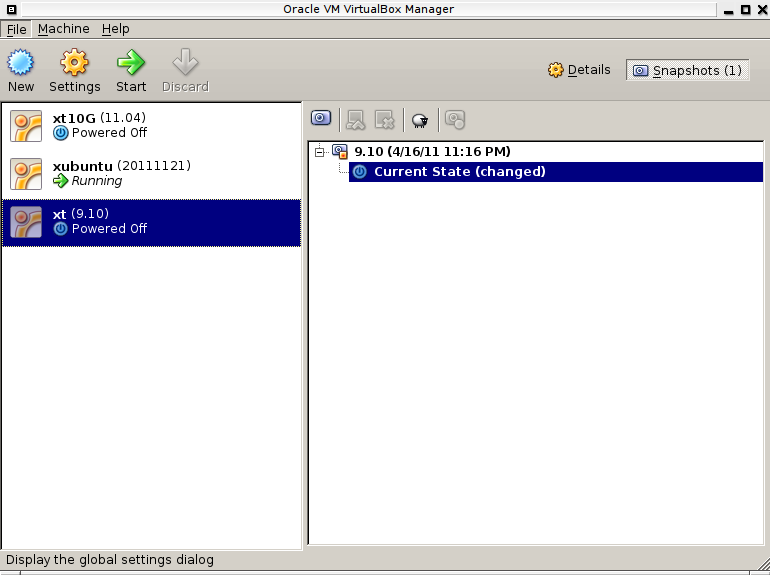 Oracle VM VirtualBox Manager
File Machine Help
New Settings Start Discard
Details Snapshots (1)
xt10G (11.04)
Powered Off
xubuntu (20111121)
Running
xt (9.10)
Powered Off
9.10 (4/16/11 11:16 PM)
Current State (changed)
Display the global settings dialog